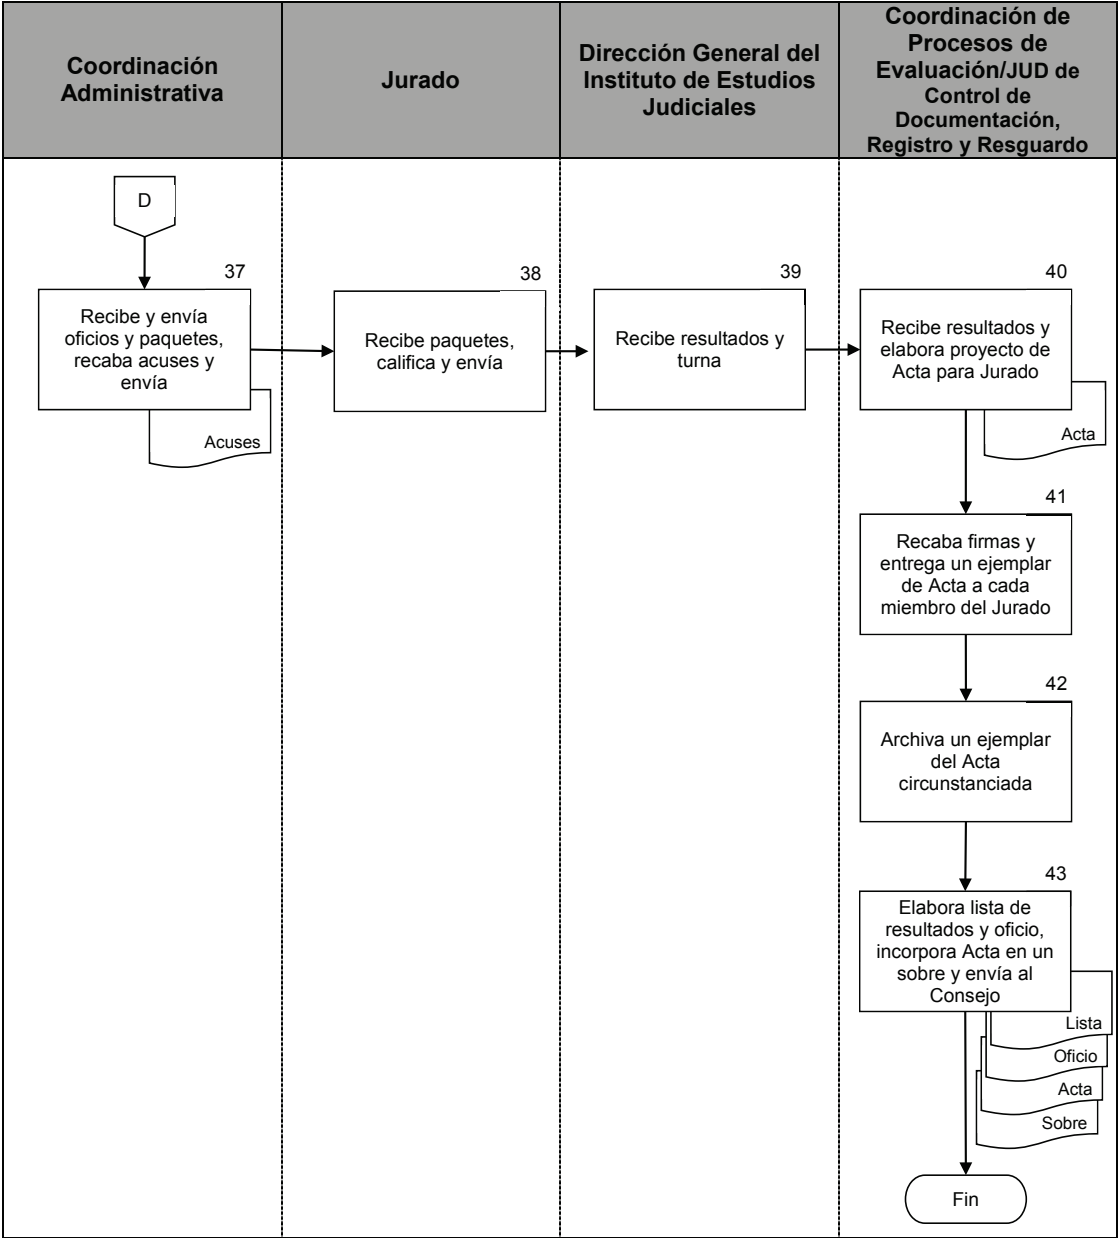 Coordinación
Administrativa
Jurado
Dirección General del
Instituto de Estudios
Judiciales
Coordinación de
Procesos de
Evaluación/JUD de
Control de
Documentación,
Registro y Resguardo
D
37
Recibe y envía
oficios y paquetes,
recaba acuses y
envía
Acuses
38
Recibe paquetes,
califica y envía
39
Recibe resultados y
turna
40
Recibe resultados y
elabora proyecto de
Acta para Jurado
Acta
41
Recaba firmas y
entrega un ejemplar
de Acta a cada
miembro del Jurado
42
Archiva un ejemplar
del Acta
circunstanciada
43
Elabora lista de
resultados y oficio,
incorpora Acta en un
sobre y envía al
Consejo
Lista
Oficio
Acta
Sobre
Fin